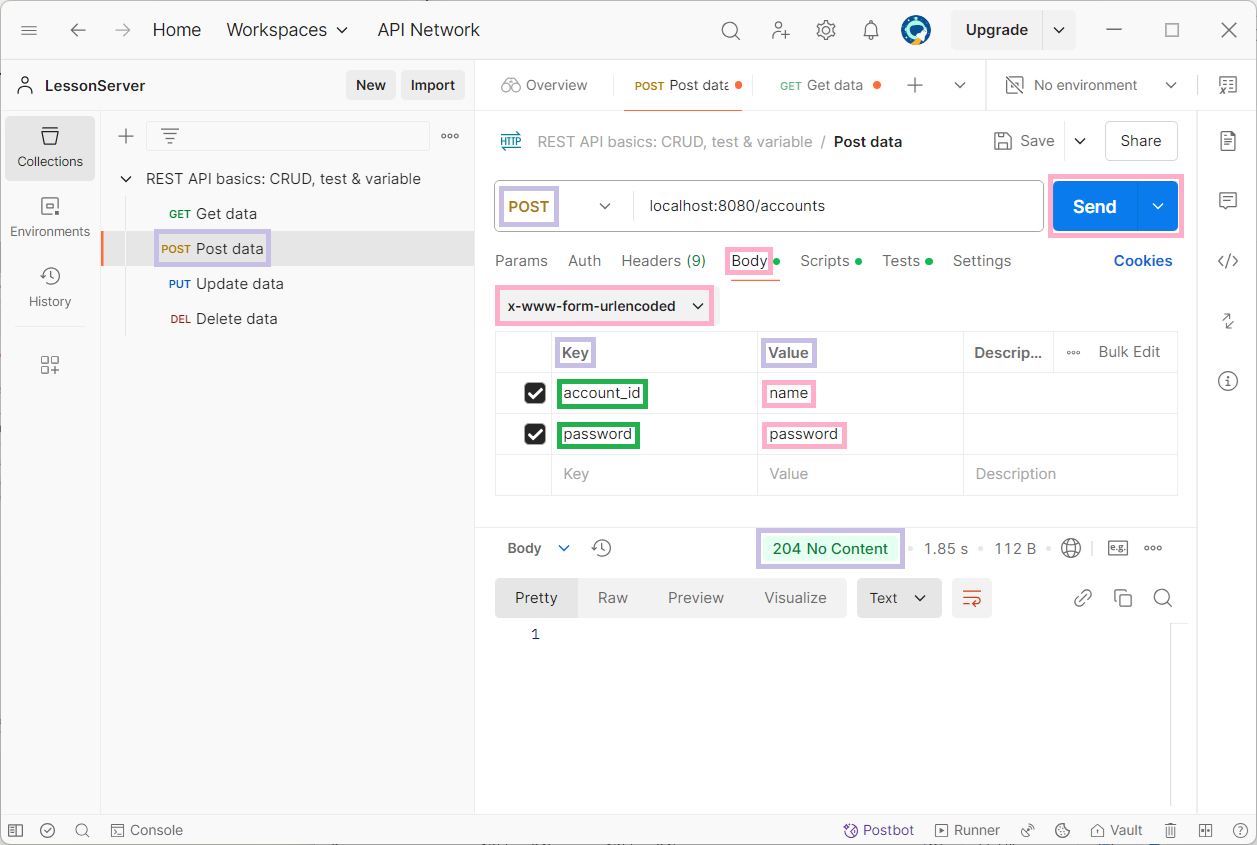 Home Workspaces API Network Upgrade
LessonServer New Import Overview POST Post data GET Get data No environment
Collections
Environments
History
REST API basics: CRUD, test & variable
GET Get data
POST Post data
PUT Update data
DEL Delete data
HTTP REST API basics: CRUD, test & variable / Post data Save Share
POST localhost:8080/accounts Send
Params Auth Headers (9) Body Scripts Tests Settings Cookies
x-www-form-urlencoded
Key Value Descrip... Bulk Edit
account_id name
password password
Key Value Description
Body 204 No Content 1.85 s 112 B e.g.
Pretty Raw Preview Visualize Text
1
Console Postbot Runner Vault